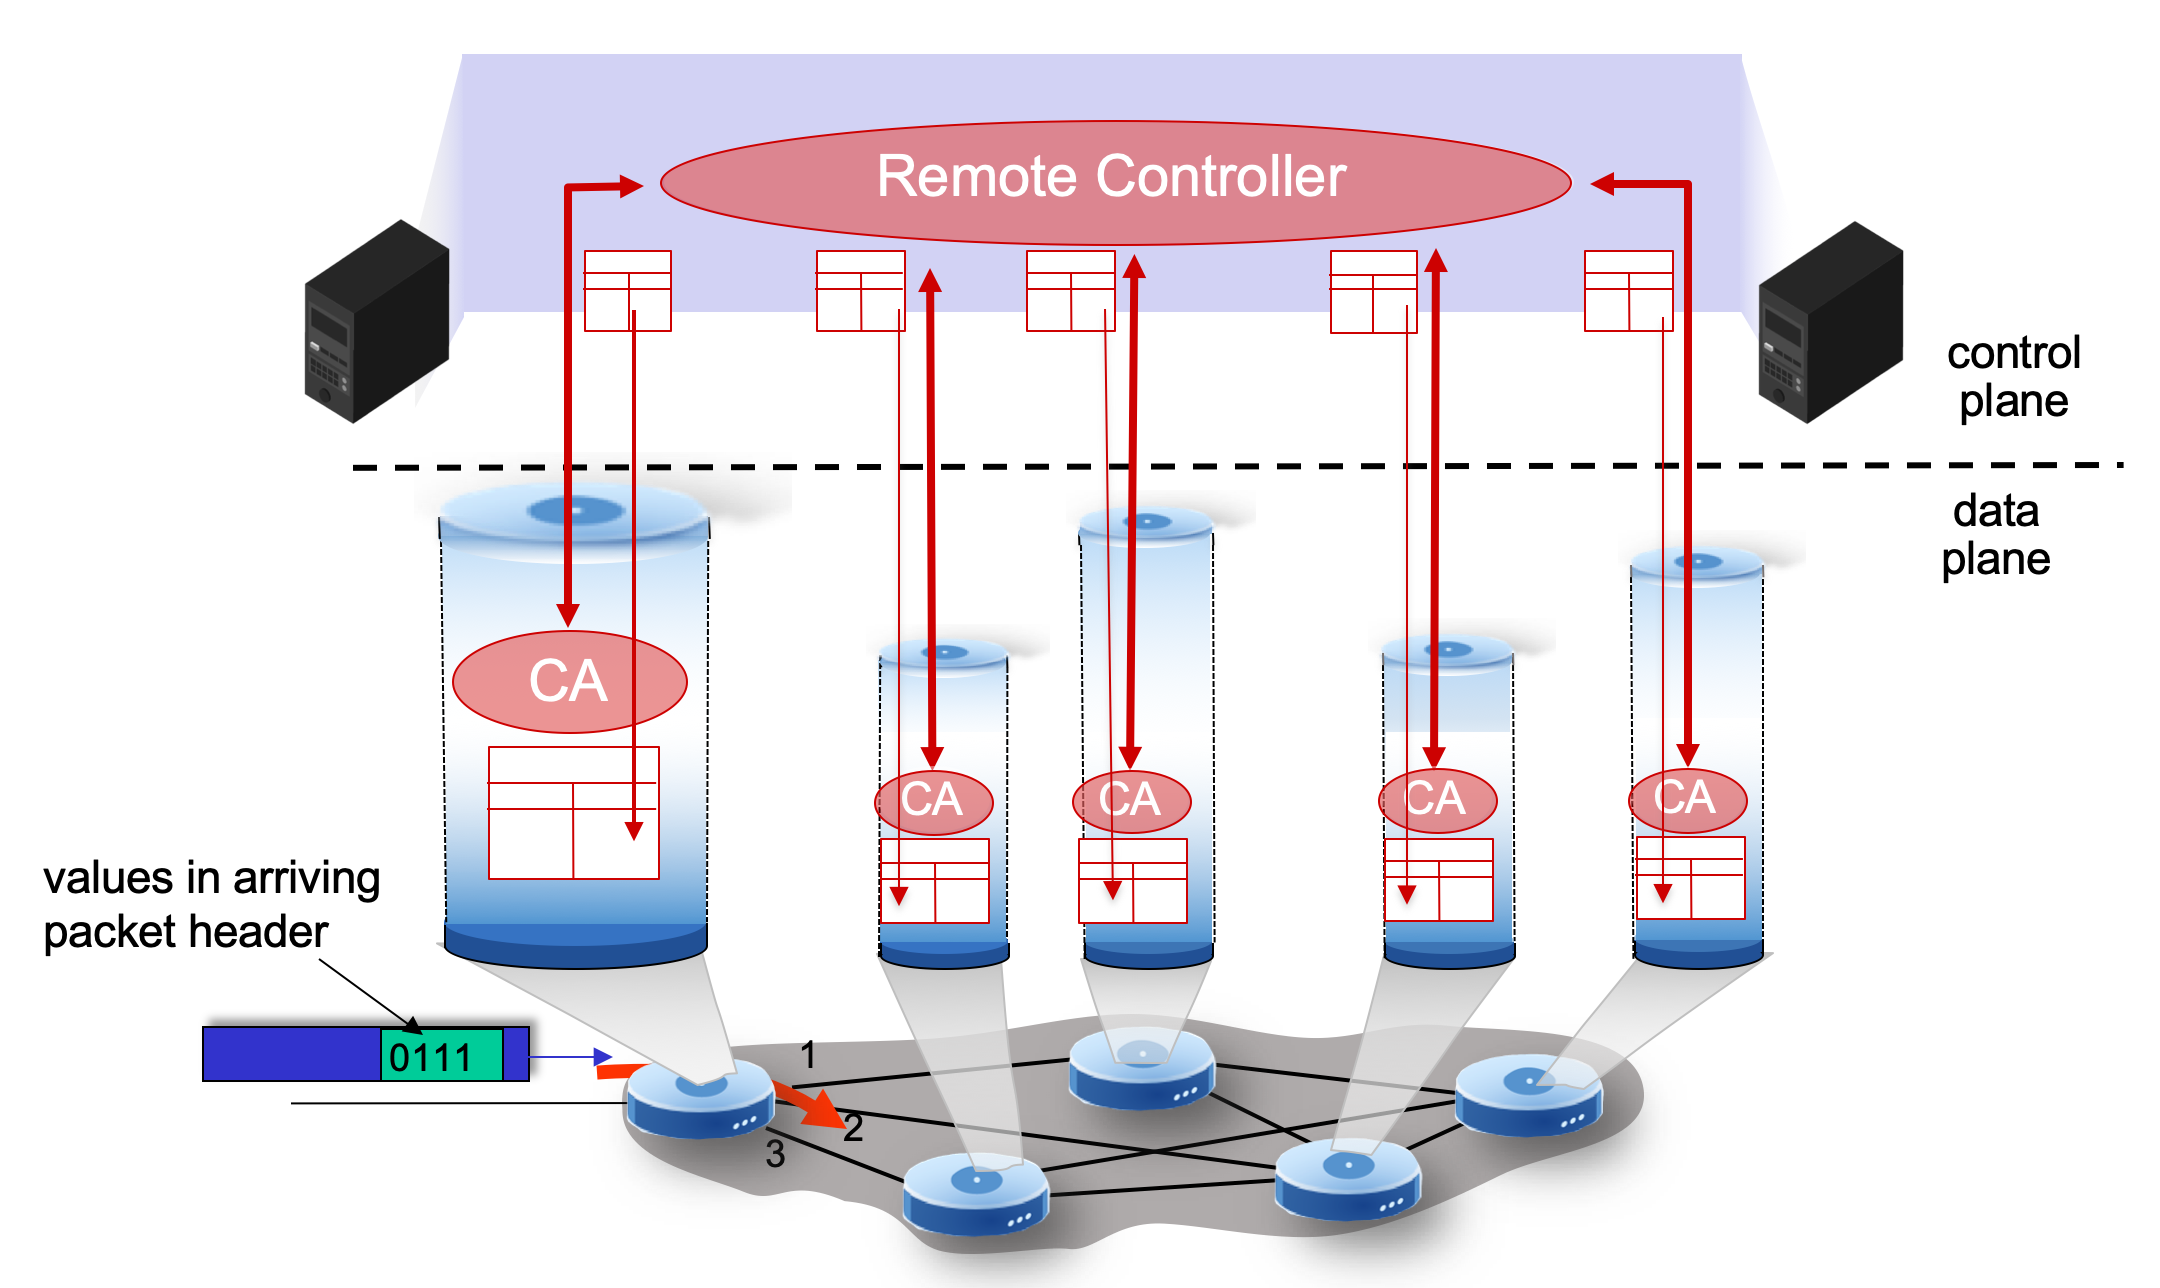 Remote Controller
control
plane
data
plane
CA
CA
CA
CA
CA
values in arriving
packet header
0111
1
2
3